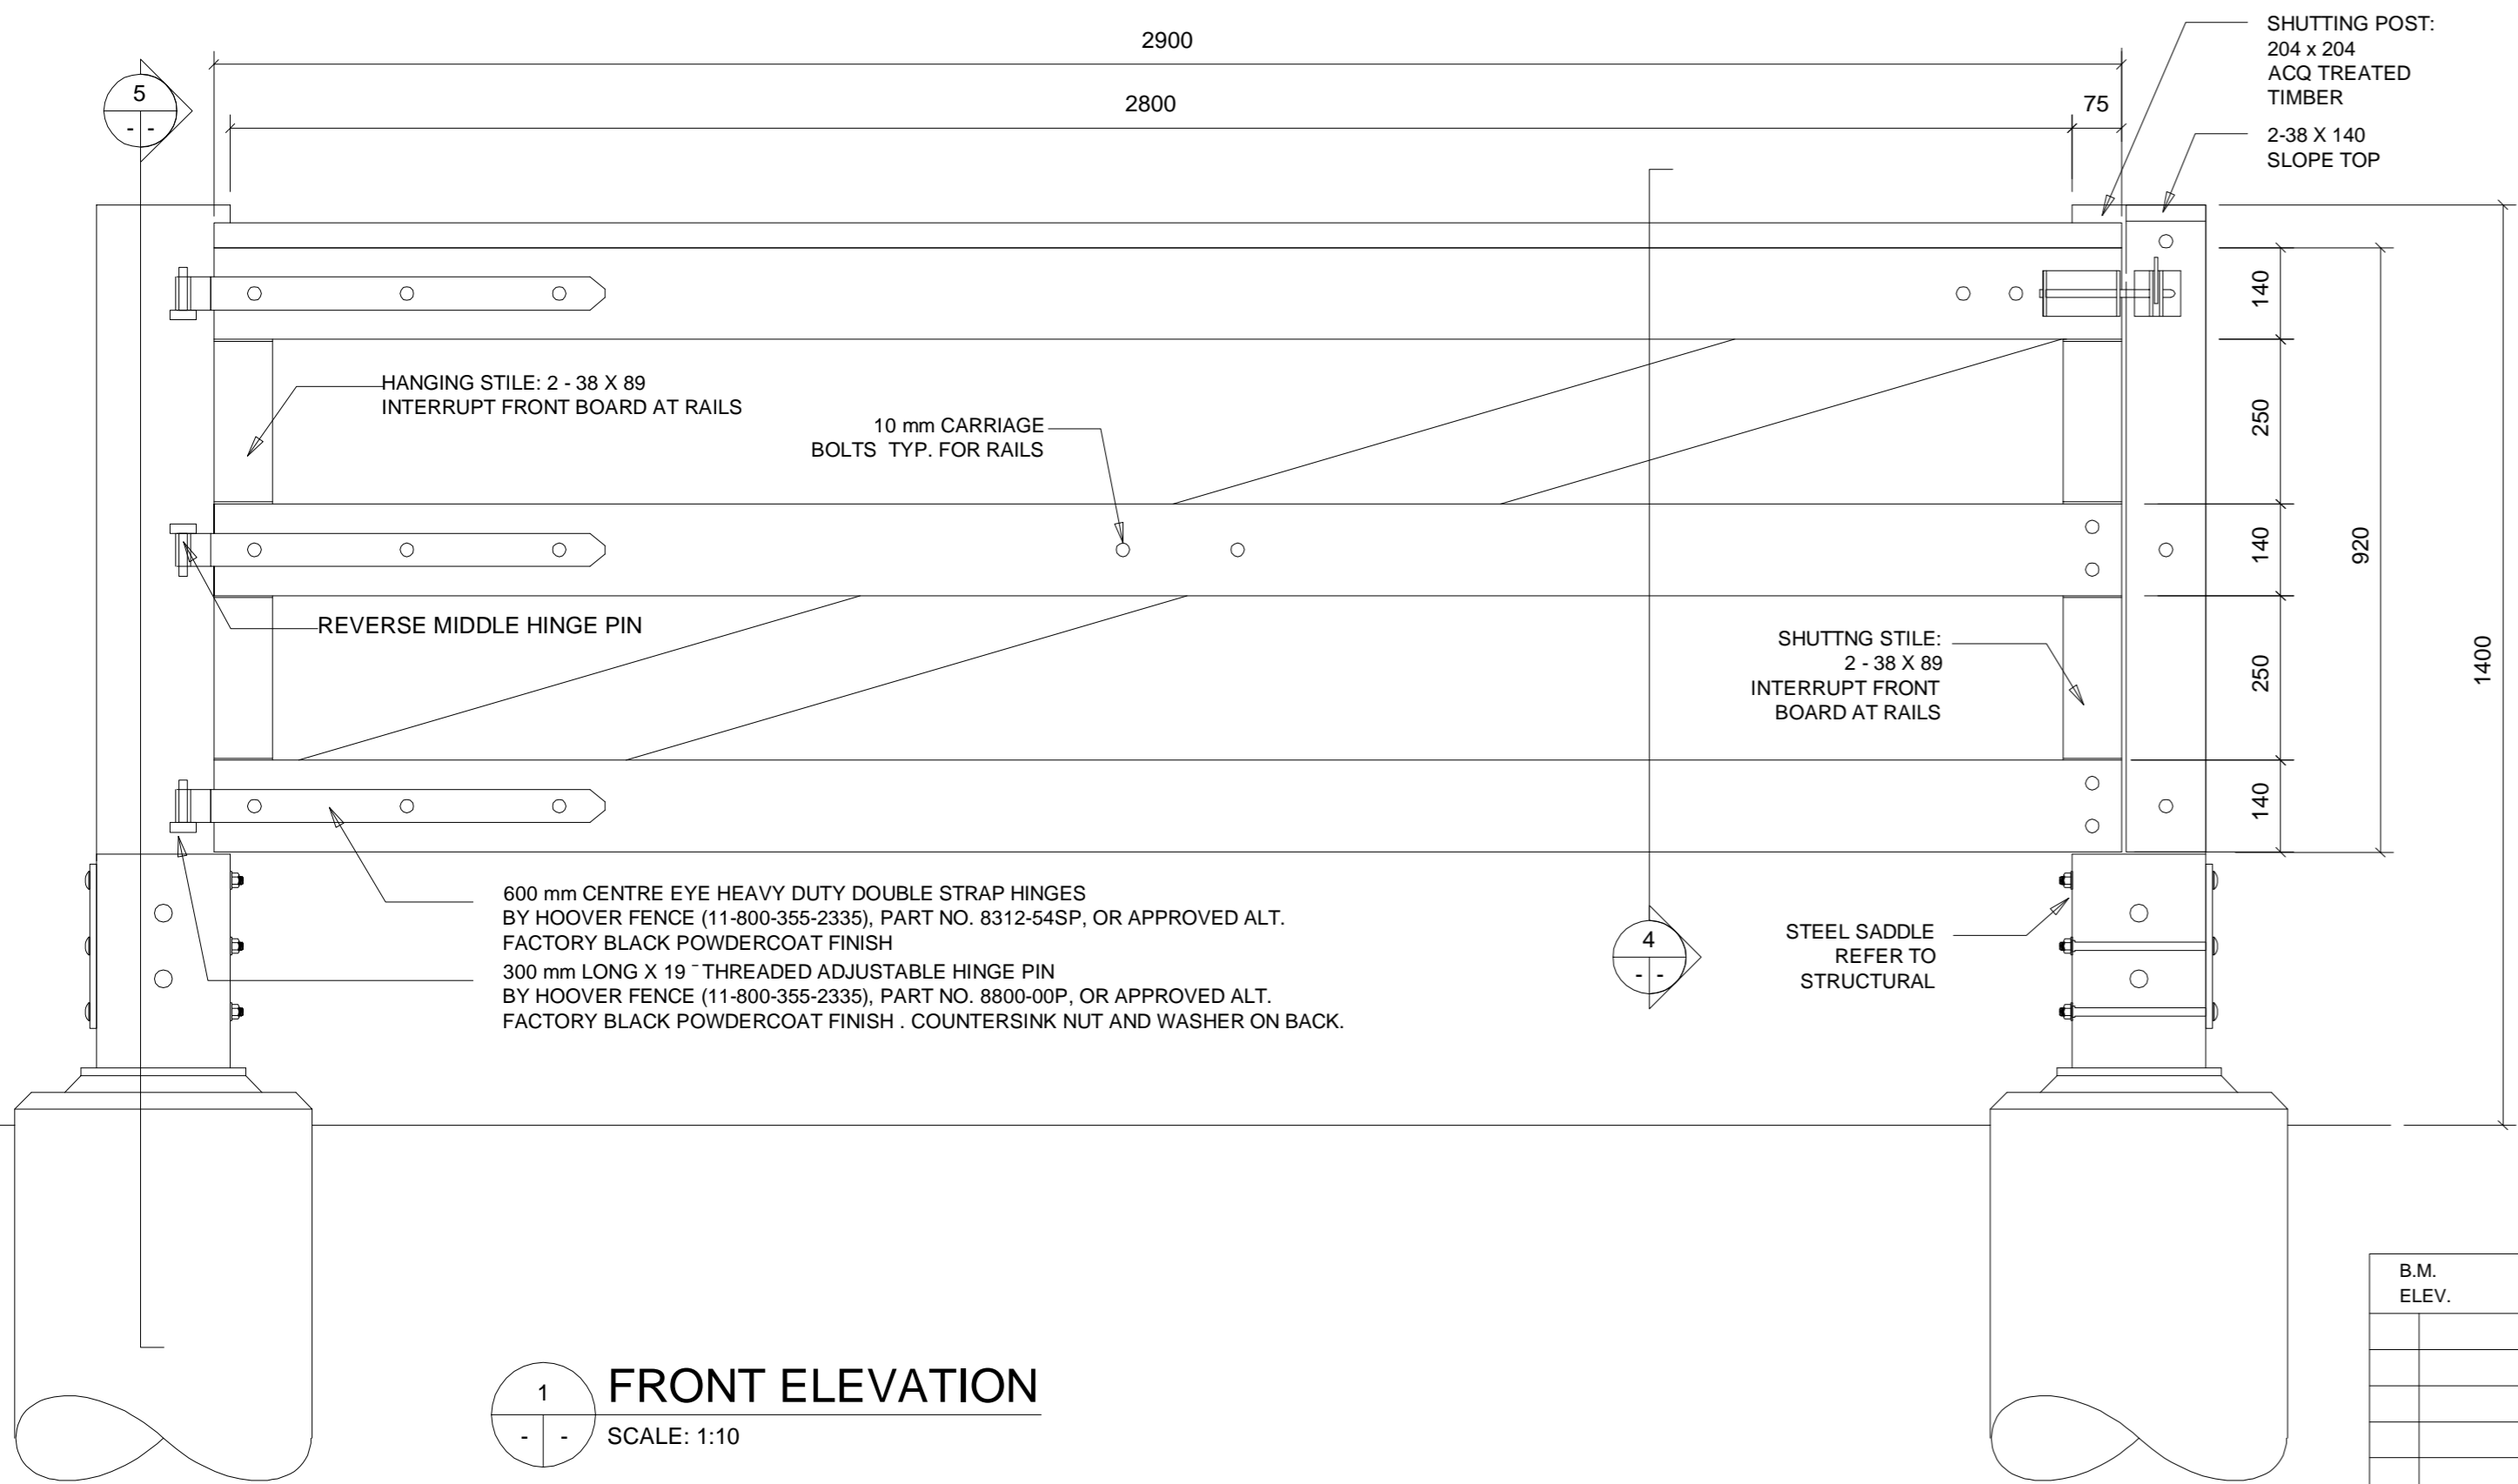 2900
2800
75
5
- -
SHUTTING POST:
204 x 204
ACQ TREATED
TIMBER
2-38 X 140
SLOPE TOP
140
250
140
250
140
920
1400
HANGING STILE: 2 - 38 X 89
INTERRUPT FRONT BOARD AT RAILS
10 mm CARRIAGE
BOLTS TYP. FOR RAILS
REVERSE MIDDLE HINGE PIN
SHUTTNG STILE:
2 - 38 X 89
INTERRUPT FRONT
BOARD AT RAILS
600 mm CENTRE EYE HEAVY DUTY DOUBLE STRAP HINGES
BY HOOVER FENCE (11-800-355-2335), PART NO. 8312-54SP, OR APPROVED ALT.
FACTORY BLACK POWDERCOAT FINISH
300 mm LONG X 19 ¯ THREADED ADJUSTABLE HINGE PIN
BY HOOVER FENCE (11-800-355-2335), PART NO. 8800-00P, OR APPROVED ALT.
FACTORY BLACK POWDERCOAT FINISH . COUNTERSINK NUT AND WASHER ON BACK.
4
- -
STEEL SADDLE
REFER TO
STRUCTURAL
B.M.
ELEV.
1
- -
FRONT ELEVATION
SCALE: 1:10